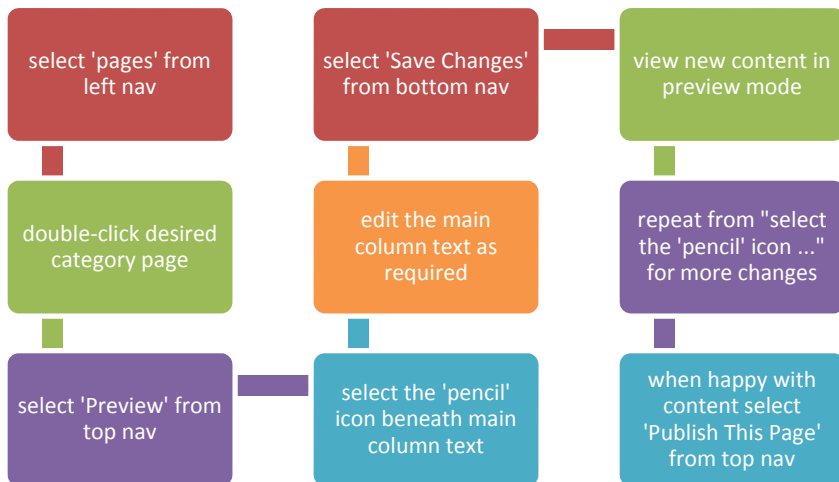 select 'pages' from
left nav
double-click desired
category page
select 'Preview' from
top nav
select the 'pencil'
icon beneath main
column text
edit the main
column text as
required
select 'Save Changes'
from bottom nav
view new content in
preview mode
repeat from "select
the 'pencil' icon ..."
for more changes
when happy with
content select
'Publish This Page'
from top nav